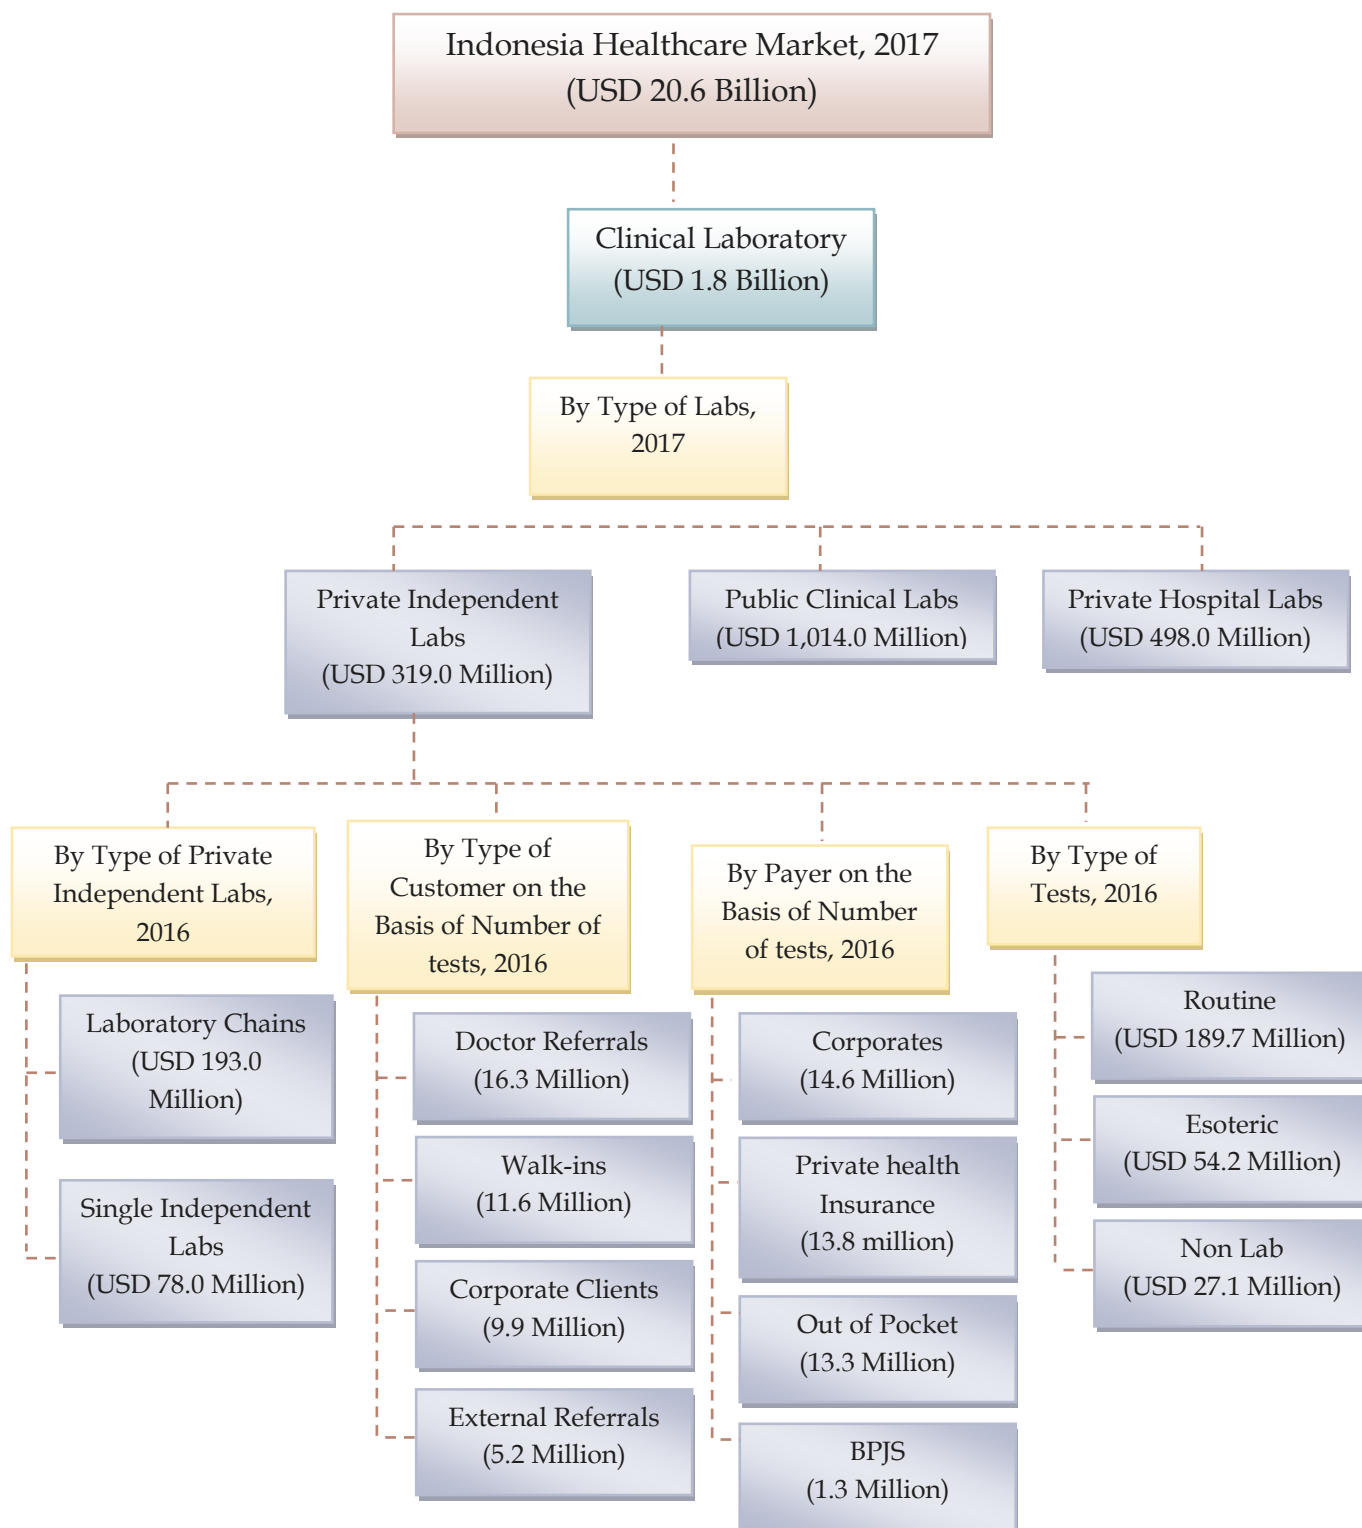 Indonesia Healthcare Market, 2017
(USD 20.6 Billion)
Clinical Laboratory
(USD 1.8 Billion)
By Type of Labs,
2017
Private Independent
Labs
(USD 319.0 Million)
Public Clinical Labs
(USD 1,014.0 Million)
Private Hospital Labs
(USD 498.0 Million)
By Type of Private
Independent Labs,
2016
Laboratory Chains
(USD 193.0
Million)
Single Independent
Labs
(USD 78.0 Million)
By Type of
Customer on the
Basis of Number of
tests, 2016
Doctor Referrals
(16.3 Million)
Walk-ins
(11.6 Million)
Corporate Clients
(9.9 Million)
External Referrals
(5.2 Million)
By Payer on the
Basis of Number
of tests, 2016
Corporates
(14.6 Million)
Private health
Insurance
(13.8 million)
Out of Pocket
(13.3 Million)
BPJS
(1.3 Million)
By Type of
Tests, 2016
Routine
(USD 189.7 Million)
Esoteric
(USD 54.2 Million)
Non Lab
(USD 27.1 Million)